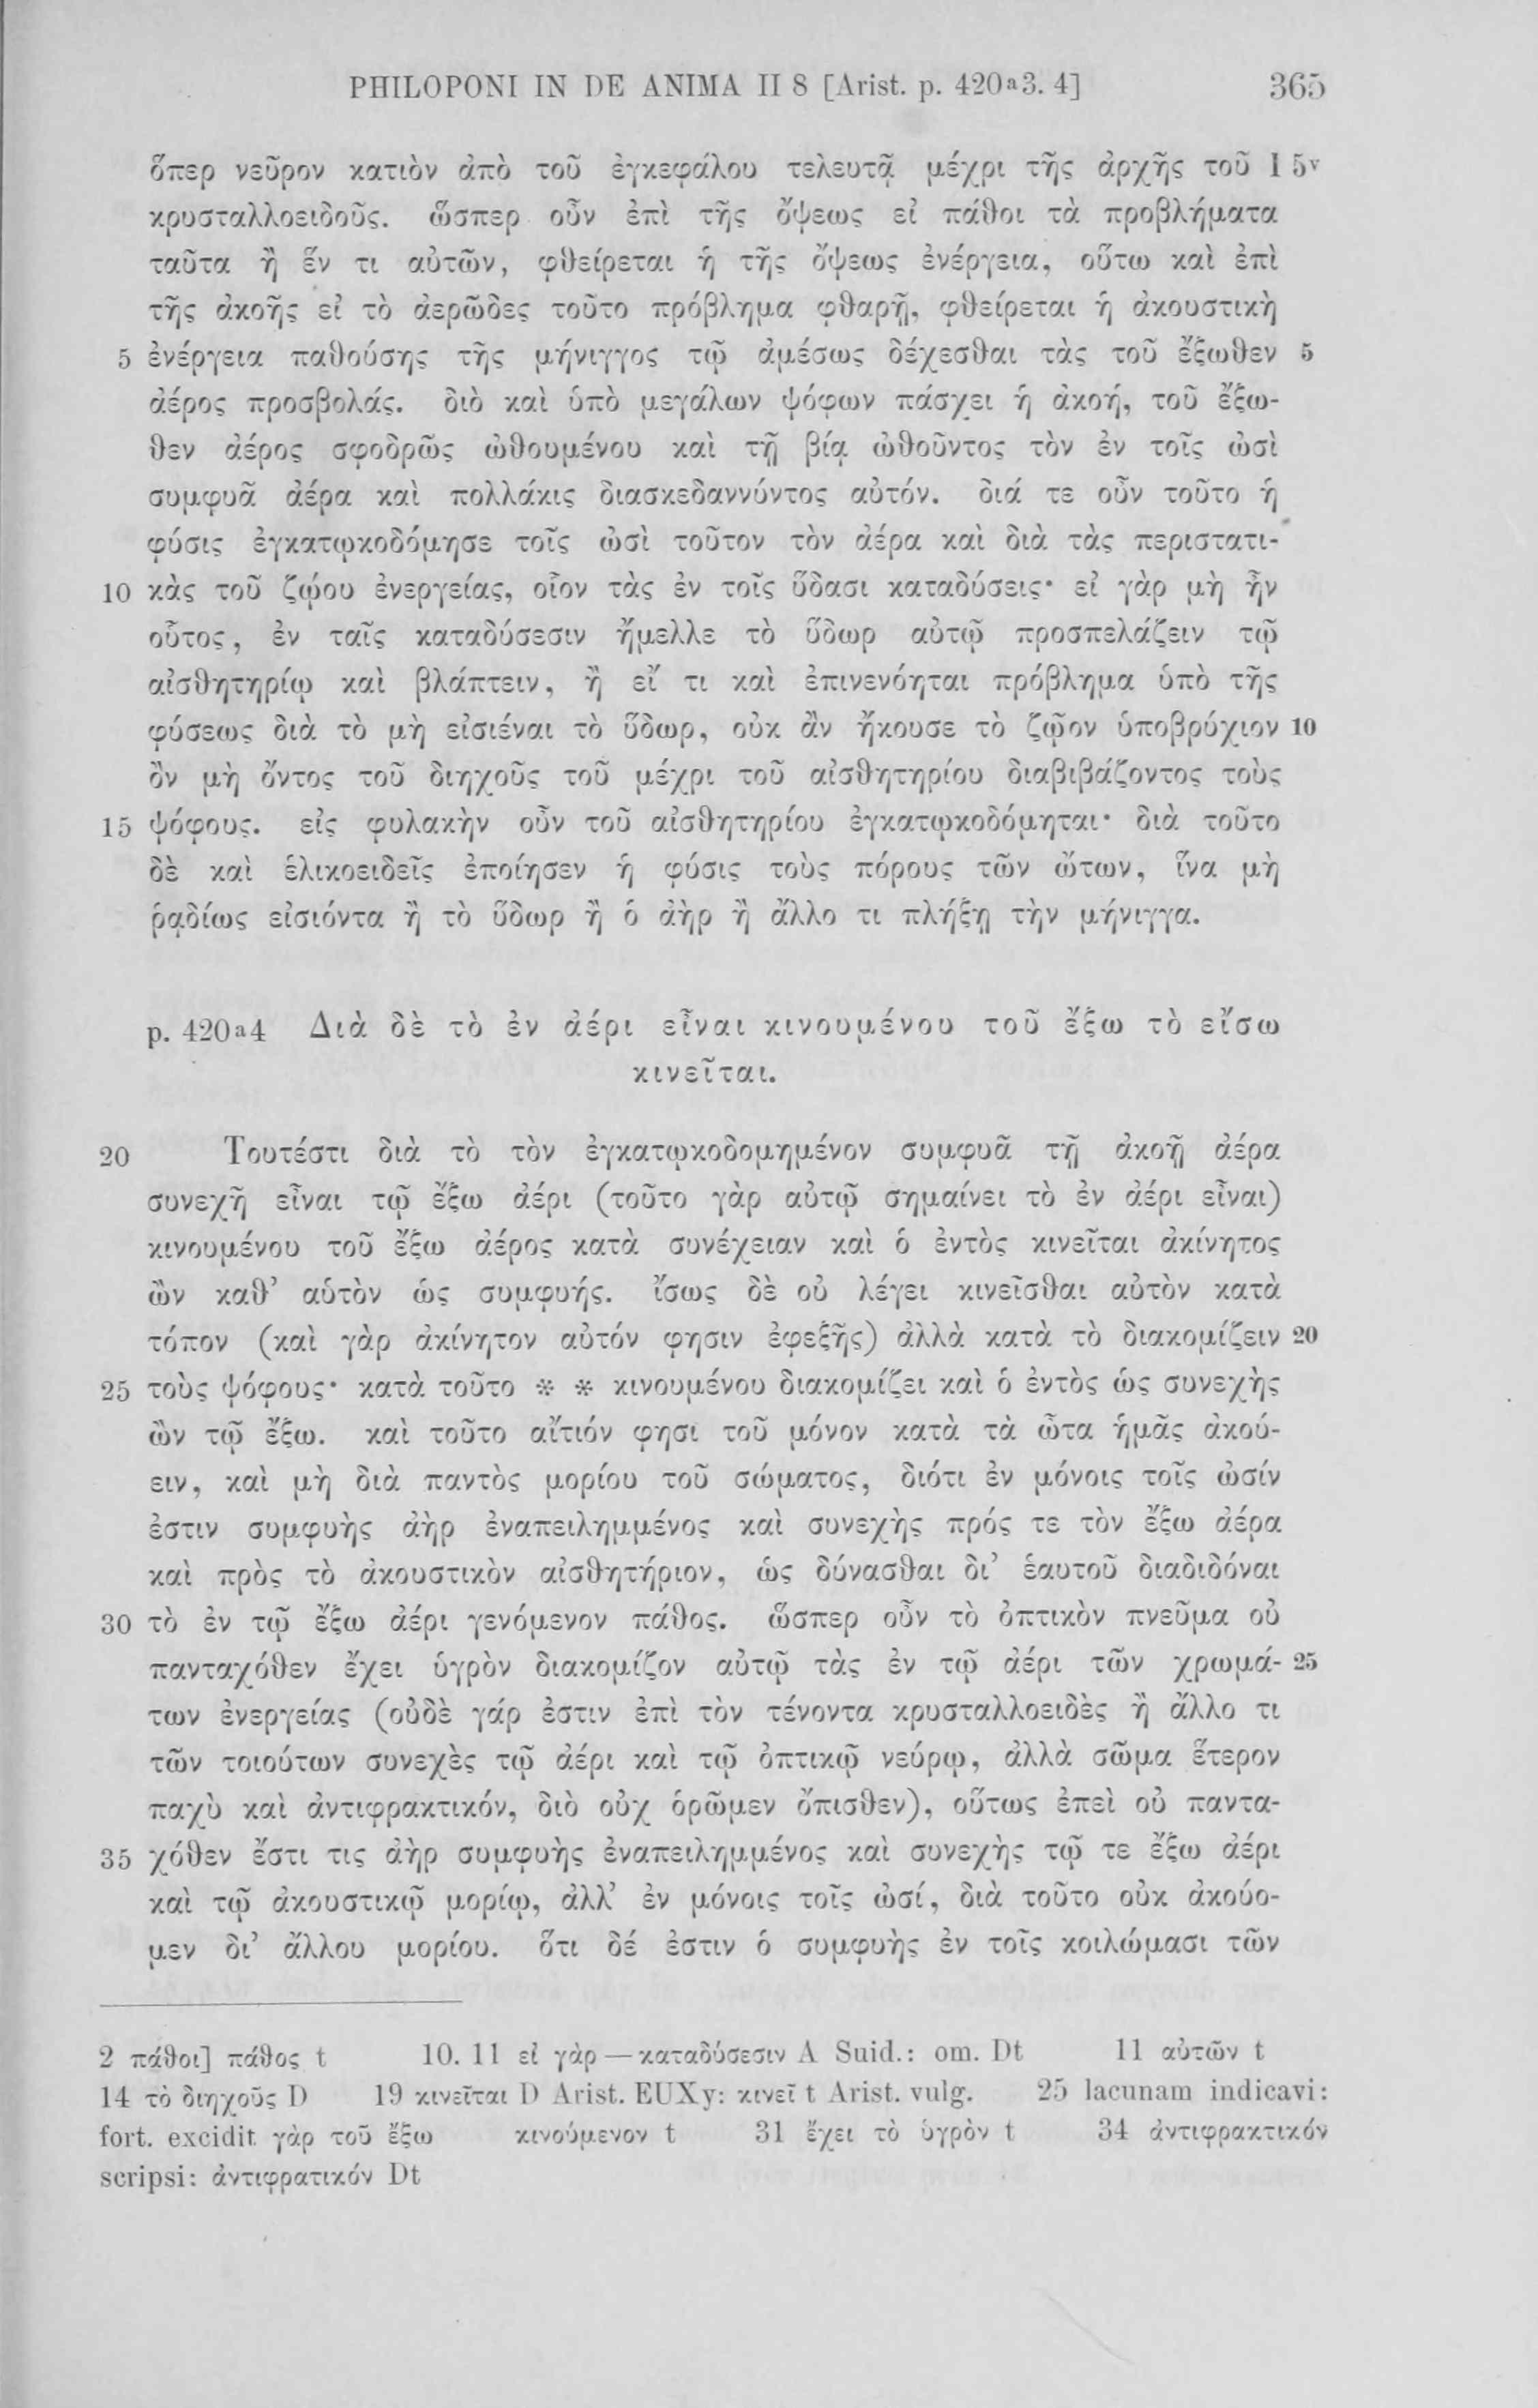 PHILOPONI IN DE ANIMA II 8 [Arist. p. 420a3. 4] 365
ὅπερ νεῦρον κατιὸν ἀπὸ τοῦ ἐγκεφάλου τελευτᾷ μέχρι τῆς ἀρχῆς τοῦ I 5v
κρυσταλλοειδοῦς. ὥσπερ οὖν ἐπὶ τῆς ὄψεως εἰ πάθοι τὰ προβλήματα
ταῦτα ἢ ἕν τι αὐτῶν, φθείρεται ἡ τῆς ὄψεως ἐνέργεια, οὕτω καὶ ἐπὶ
τῆς ἀκοῆς εἰ τὸ ἀερῶδες τοῦτο πρόβλημα φθαρῇ, φθείρεται ἡ ἀκουστικὴ
5 ἐνέργεια παθούσης τῆς μήνιγγος τῷ ἀμέσως δέχεσθαι τὰς τοῦ ἔξωθεν 5
ἀέρος προσβολάς. διὸ καὶ ὑπὸ μεγάλων ψόφων πάσχει ἡ ἀκοή, τοῦ ἔξω-
θεν ἀέρος σφοδρῶς ὠθουμένου καὶ τῇ βίᾳ ὠθοῦντος τὸν ἐν τοῖς ὠσὶ
συμφυᾶ ἀέρα καὶ πολλάκις διασκεδαννύντος αὐτόν. διά τε οὖν τοῦτο ἡ
φύσις ἐγκατῳκοδόμησε τοῖς ὠσὶ τοῦτον τὸν ἀέρα καὶ διὰ τὰς περιστατι-
10 κὰς τοῦ ζῴου ἐνεργείας, οἷον τὰς ἐν τοῖς ὕδασι καταδύσεις· εἰ γὰρ μὴ ἦν
οὗτος, ἐν ταῖς καταδύσεσιν ἤμελλε τὸ ὕδωρ αὐτῷ προσπελάζειν τῷ
αἰσθητηρίῳ καὶ βλάπτειν, ἢ εἴ τι καὶ ἐπινενόηται πρόβλημα ὑπὸ τῆς
φύσεως διὰ τὸ μὴ εἰσιέναι τὸ ὕδωρ, οὐκ ἂν ἤκουσε τὸ ζῷον ὑποβρύχιον 10
ὂν μὴ ὄντος τοῦ διηχοῦς τοῦ μέχρι τοῦ αἰσθητηρίου διαβιβάζοντος τοὺς
15 ψόφους. εἰς φυλακὴν οὖν τοῦ αἰσθητηρίου ἐγκατῳκοδόμηται· διὰ τοῦτο
δὲ καὶ ἑλικοειδεῖς ἐποίησεν ἡ φύσις τοὺς πόρους τῶν ὤτων, ἵνα μὴ
ῥᾳδίως εἰσιόντα ἢ τὸ ὕδωρ ἢ ὁ ἀὴρ ἢ ἄλλο τι πλήξῃ τὴν μήνιγγα.
p. 420a4 Διὰ δὲ τὸ ἐν ἀέρι εἶναι κινουμένου τοῦ ἔξω τὸ εἴσω
κινεῖται.
20 Τουτέστι διὰ τὸ τὸν ἐγκατῳκοδομημένον συμφυᾶ τῇ ἀκοῇ ἀέρα
συνεχῆ εἶναι τῷ ἔξω ἀέρι (τοῦτο γὰρ αὐτῷ σημαίνει τὸ ἐν ἀέρι εἶναι)
κινουμένου τοῦ ἔξω ἀέρος κατὰ συνέχειαν καὶ ὁ ἐντὸς κινεῖται ἀκίνητος
ὢν καθ’ αὑτὸν ὡς συμφυής. ἴσως δὲ οὐ λέγει κινεῖσθαι αὐτὸν κατὰ
τόπον (καὶ γὰρ ἀκίνητον αὐτόν φησιν ἐφεξῆς) ἀλλὰ κατὰ τὸ διακομίζειν 20
25 τοὺς ψόφους· κατὰ τοῦτο * * κινουμένου διακομίζει καὶ ὁ ἐντὸς ὡς συνεχὴς
ὢν τῷ ἔξω. καὶ τοῦτο αἴτιόν φησι τοῦ μόνον κατὰ τὰ ὦτα ἡμᾶς ἀκού-
ειν, καὶ μὴ διὰ παντὸς μορίου τοῦ σώματος, διότι ἐν μόνοις τοῖς ὠσίν
ἐστιν συμφυὴς ἀὴρ ἐναπειλημμένος καὶ συνεχὴς πρός τε τὸν ἔξω ἀέρα
καὶ πρὸς τὸ ἀκουστικὸν αἰσθητήριον, ὡς δύνασθαι δι’ ἑαυτοῦ διαδιδόναι
30 τὸ ἐν τῷ ἔξω ἀέρι γενόμενον πάθος. ὥσπερ οὖν τὸ ὀπτικὸν πνεῦμα οὐ
πανταχόθεν ἔχει ὑγρὸν διακομίζον αὐτῷ τὰς ἐν τῷ ἀέρι τῶν χρωμά- 25
των ἐνεργείας (οὐδὲ γάρ ἐστιν ἐπὶ τὸν τένοντα κρυσταλλοειδὲς ἢ ἄλλο τι
τῶν τοιούτων συνεχὲς τῷ ἀέρι καὶ τῷ ὀπτικῷ νεύρῳ, ἀλλὰ σῶμα ἕτερον
παχὺ καὶ ἀντιφρακτικόν, διὸ οὐχ ὁρῶμεν ὄπισθεν), οὕτως ἐπεὶ οὐ παντα-
35 χόθεν ἔστι τις ἀὴρ συμφυὴς ἐναπειλημμένος καὶ συνεχὴς τῷ τε ἔξω ἀέρι
καὶ τῷ ἀκουστικῷ μορίῳ, ἀλλ’ ἐν μόνοις τοῖς ὠσί, διὰ τοῦτο οὐκ ἀκούο-
μεν δι’ ἄλλου μορίου. ὅτι δέ ἐστιν ὁ συμφυὴς ἐν τοῖς κοιλώμασι τῶν
2 πάθοι] πάθος t 10. 11 εἰ γὰρ — καταδύσεσιν A Suid.: om. Dt 11 αὐτῶν t
14 τὸ διηχοῦς D 19 κινεῖται D Arist. EUXy: κινεῖ t Arist. vulg. 25 lacunam indicavi:
fort. excidit γὰρ τοῦ ἔξω κινούμενον t 31 ἔχει τὸ ὑγρὸν t 34 ἀντιφρακτικόν
scripsi: ἀντιφρατικόν Dt